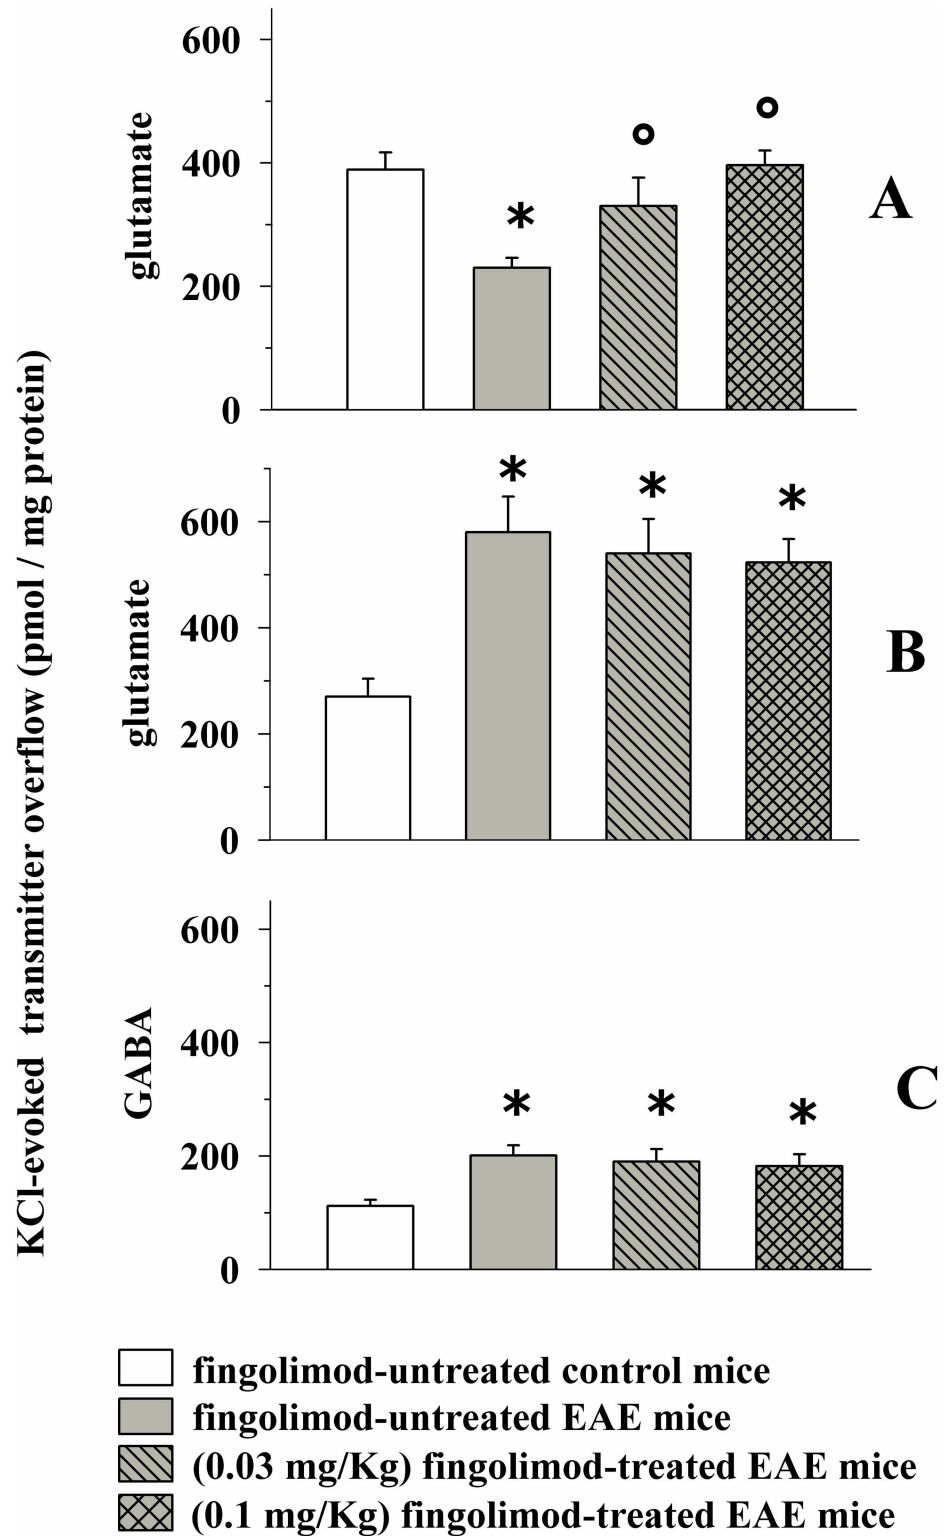 KCl-evoked transmitter overflow (pmol / mg protein)
glutamate
600
400
200
0
*
°
°
A
glutamate
600
400
200
0
*
*
*
B
GABA
600
400
200
0
*
*
*
C
fingolimod-untreated control mice
fingolimod-untreated EAE mice
(0.03 mg/Kg) fingolimod-treated EAE mice
(0.1 mg/Kg) fingolimod-treated EAE mice